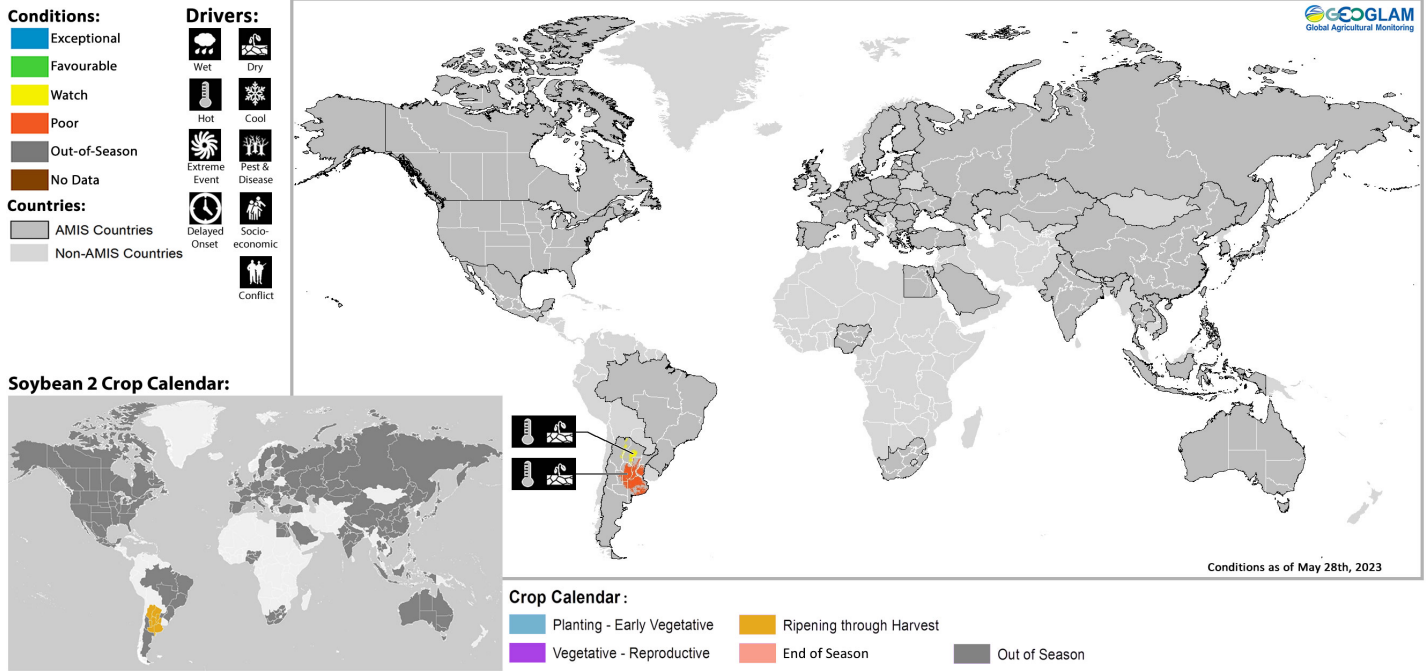 Conditions:
Exceptional
Favourable
Watch
Poor
Out-of-Season
No Data
Countries:
AMIS Countries
Non-AMIS Countries
Drivers:
Wet
Dry
Hot
Cool
Extreme
Event
Pest &
Disease
Delayed
Onset
Socio-
economic
Conflict
GEOGLAM
Global Agricultural Monitoring
Soybean 2 Crop Calendar:
Conditions as of May 28th, 2023
Crop Calendar :
Planting - Early Vegetative
Ripening through Harvest
Vegetative - Reproductive
End of Season
Out of Season